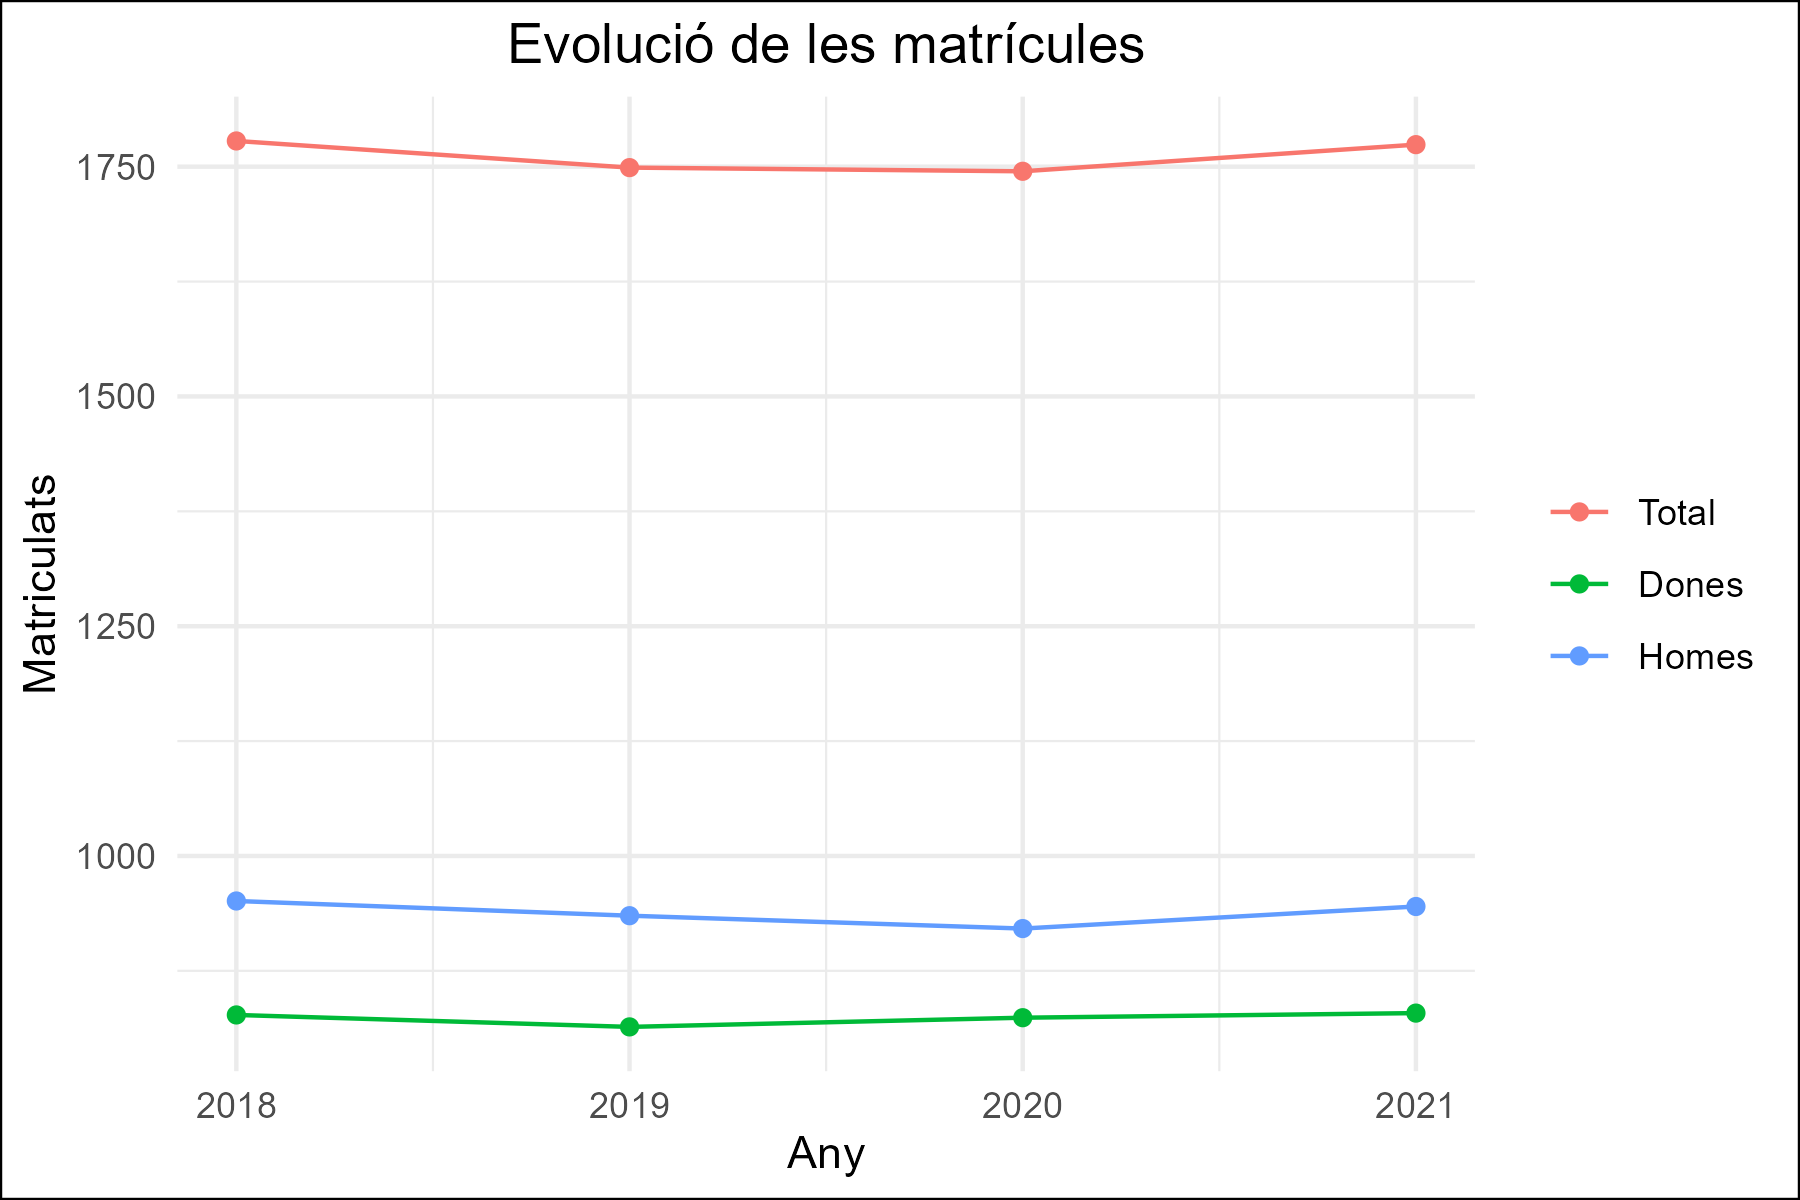 Evolució de les matrícules
1750
1500
1250
1000
Matriculats
2018 2019 2020 2021
Any
Total
Dones
Homes